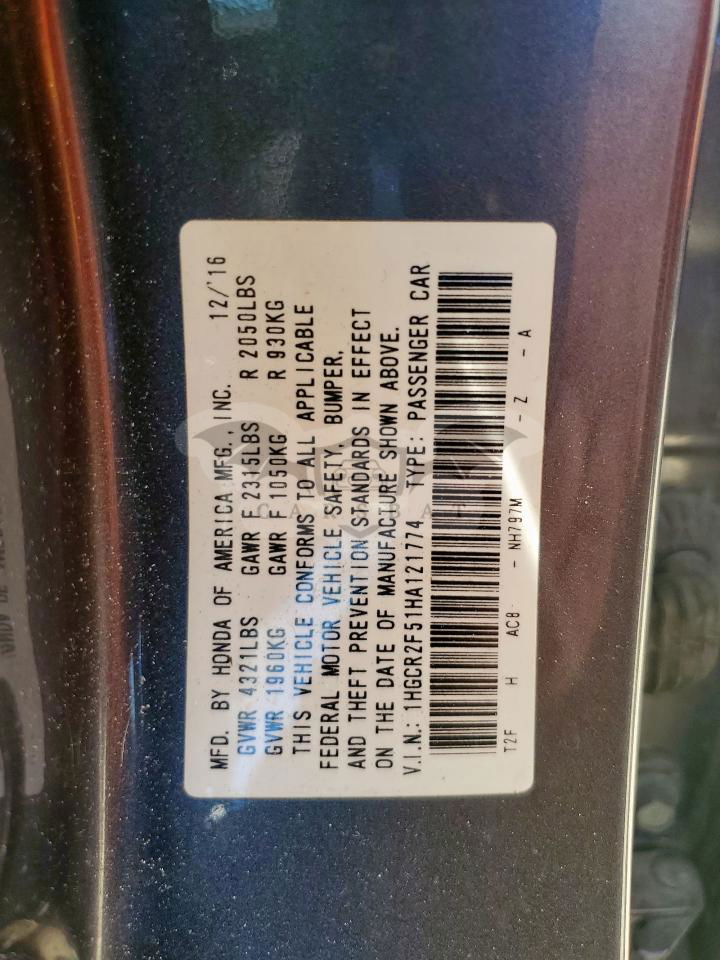 MFD. BY HONDA OF AMERICA MFG., INC. 12/'16
GVWR 4321LBS GAWR F 2315LBS R 2050LBS
GVWR 1960KG GAWR F 1050KG R 930KG
THIS VEHICLE CONFORMS TO ALL APPLICABLE
FEDERAL MOTOR VEHICLE SAFETY, BUMPER,
AND THEFT PREVENTION STANDARDS IN EFFECT
ON THE DATE OF MANUFACTURE SHOWN ABOVE.
V.I.N.: 1HGCR2F51HA121774 TYPE: PASSENGER CAR
T2F H AC8 - NH797M - Z - A